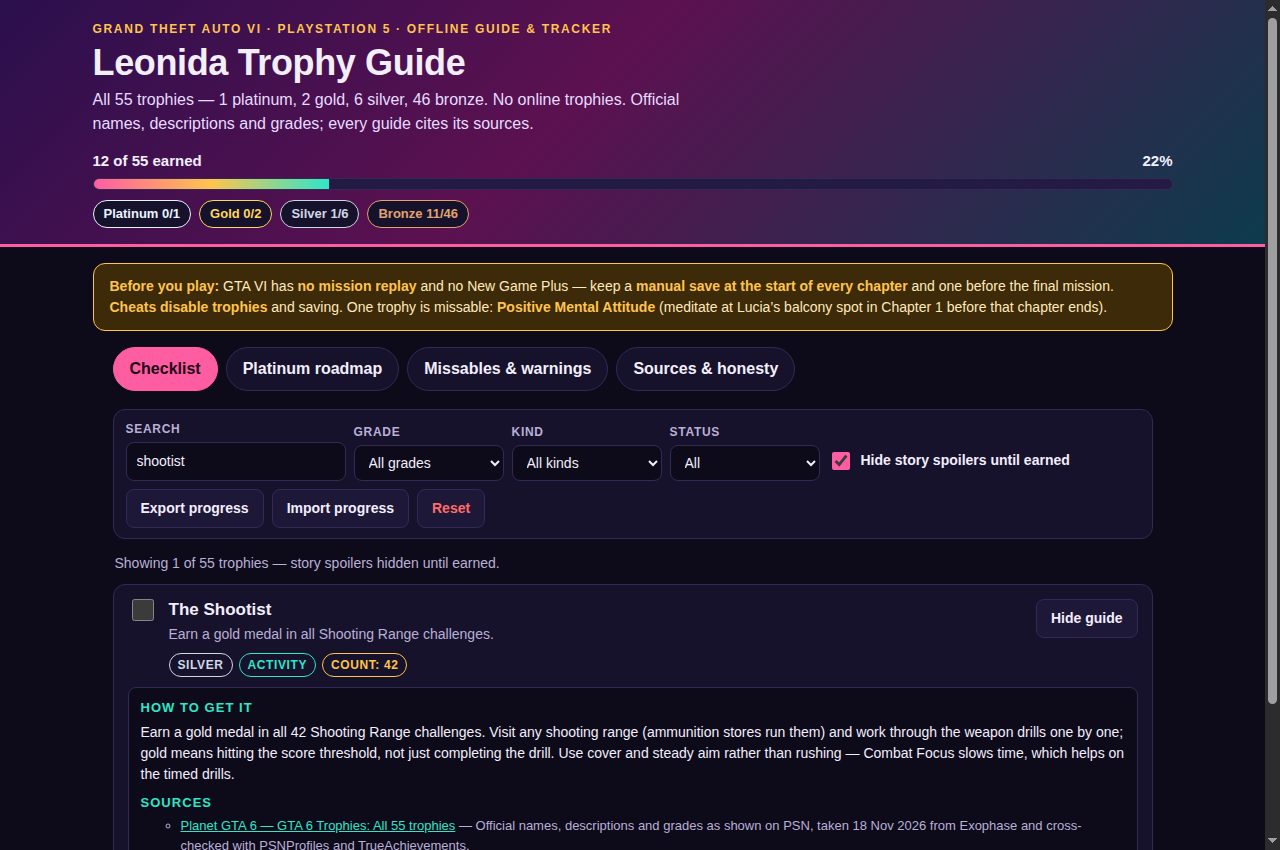 GRAND THEFT AUTO VI · PLAYSTATION 5 · OFFLINE GUIDE & TRACKER
Leonida Trophy Guide
All 55 trophies — 1 platinum, 2 gold, 6 silver, 46 bronze. No online trophies. Official
names, descriptions and grades; every guide cites its sources.
12 of 55 earned
22%
Platinum 0/1
Gold 0/2
Silver 1/6
Bronze 11/46
Before you play: GTA VI has no mission replay and no New Game Plus — keep a manual save at the start of every chapter and one before the final mission.
Cheats disable trophies and saving. One trophy is missable: Positive Mental Attitude (meditate at Lucia’s balcony spot in Chapter 1 before that chapter ends).
Checklist
Platinum roadmap
Missables & warnings
Sources & honesty
SEARCH
GRADE
KIND
STATUS
shootist
All grades
All kinds
All
Hide story spoilers until earned
Export progress
Import progress
Reset
Showing 1 of 55 trophies — story spoilers hidden until earned.
The Shootist
Hide guide
Earn a gold medal in all Shooting Range challenges.
SILVER
ACTIVITY
COUNT: 42
HOW TO GET IT
Earn a gold medal in all 42 Shooting Range challenges. Visit any shooting range (ammunition stores run them) and work through the weapon drills one by one;
gold means hitting the score threshold, not just completing the drill. Use cover and steady aim rather than rushing — Combat Focus slows time, which helps on
the timed drills.
SOURCES
Planet GTA 6 — GTA 6 Trophies: All 55 trophies — Official names, descriptions and grades as shown on PSN, taken 18 Nov 2026 from Exophase and cross-
checked with PSNProfiles and TrueAchievements.